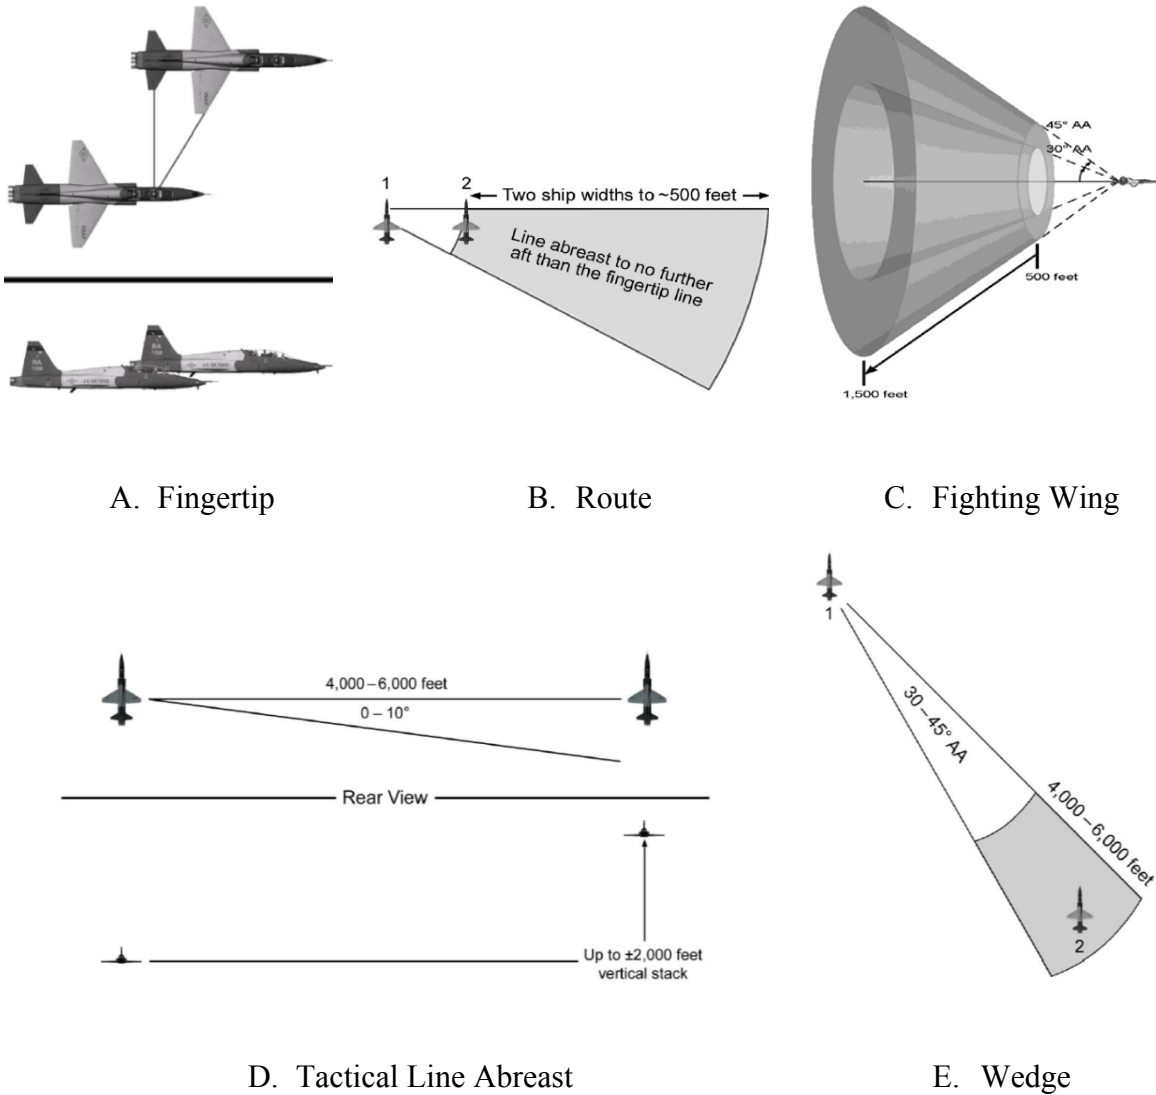 1
2
Two ship widths to ~500 feet
Line abreast to no further
aft than the fingertip line
45° AA
30° AA
500 feet
1,500 feet
RA
RA
A. Fingertip
B. Route
C. Fighting Wing
1
30–45° AA
4,000–6,000 feet
2
4,000–6,000 feet
0–10°
Rear View
Up to ±2,000 feet
vertical stack
D. Tactical Line Abreast
E. Wedge